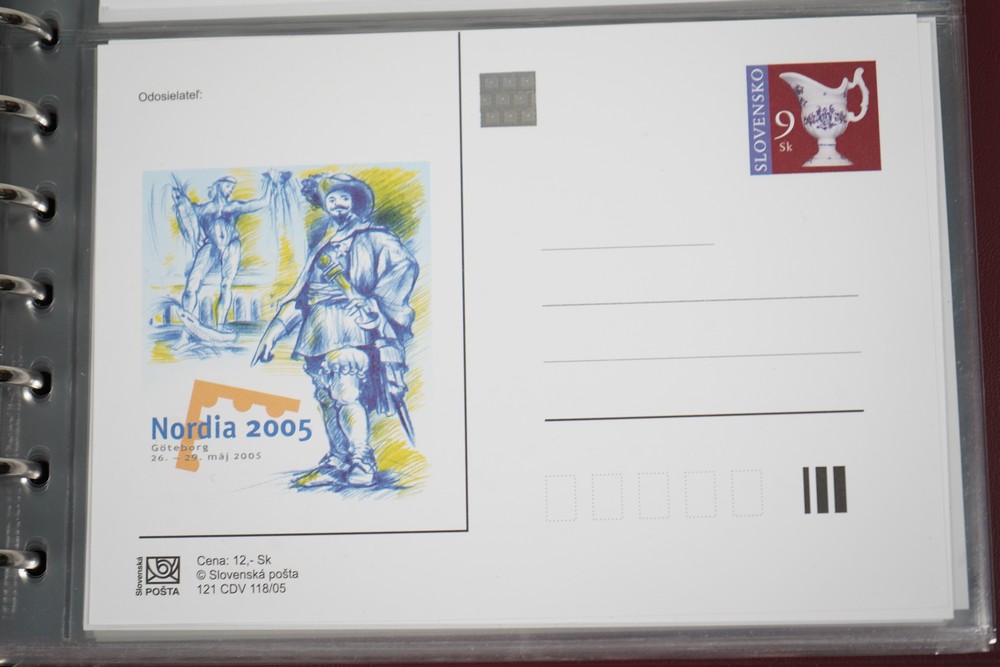 Odosielateľ:
SLOVENSKO
9
Sk
Nordia 2005
Göteborg
26. – 29. máj 2005
Slovenská
POŠTA
Cena: 12,- Sk
© Slovenská pošta
121 CDV 118/05